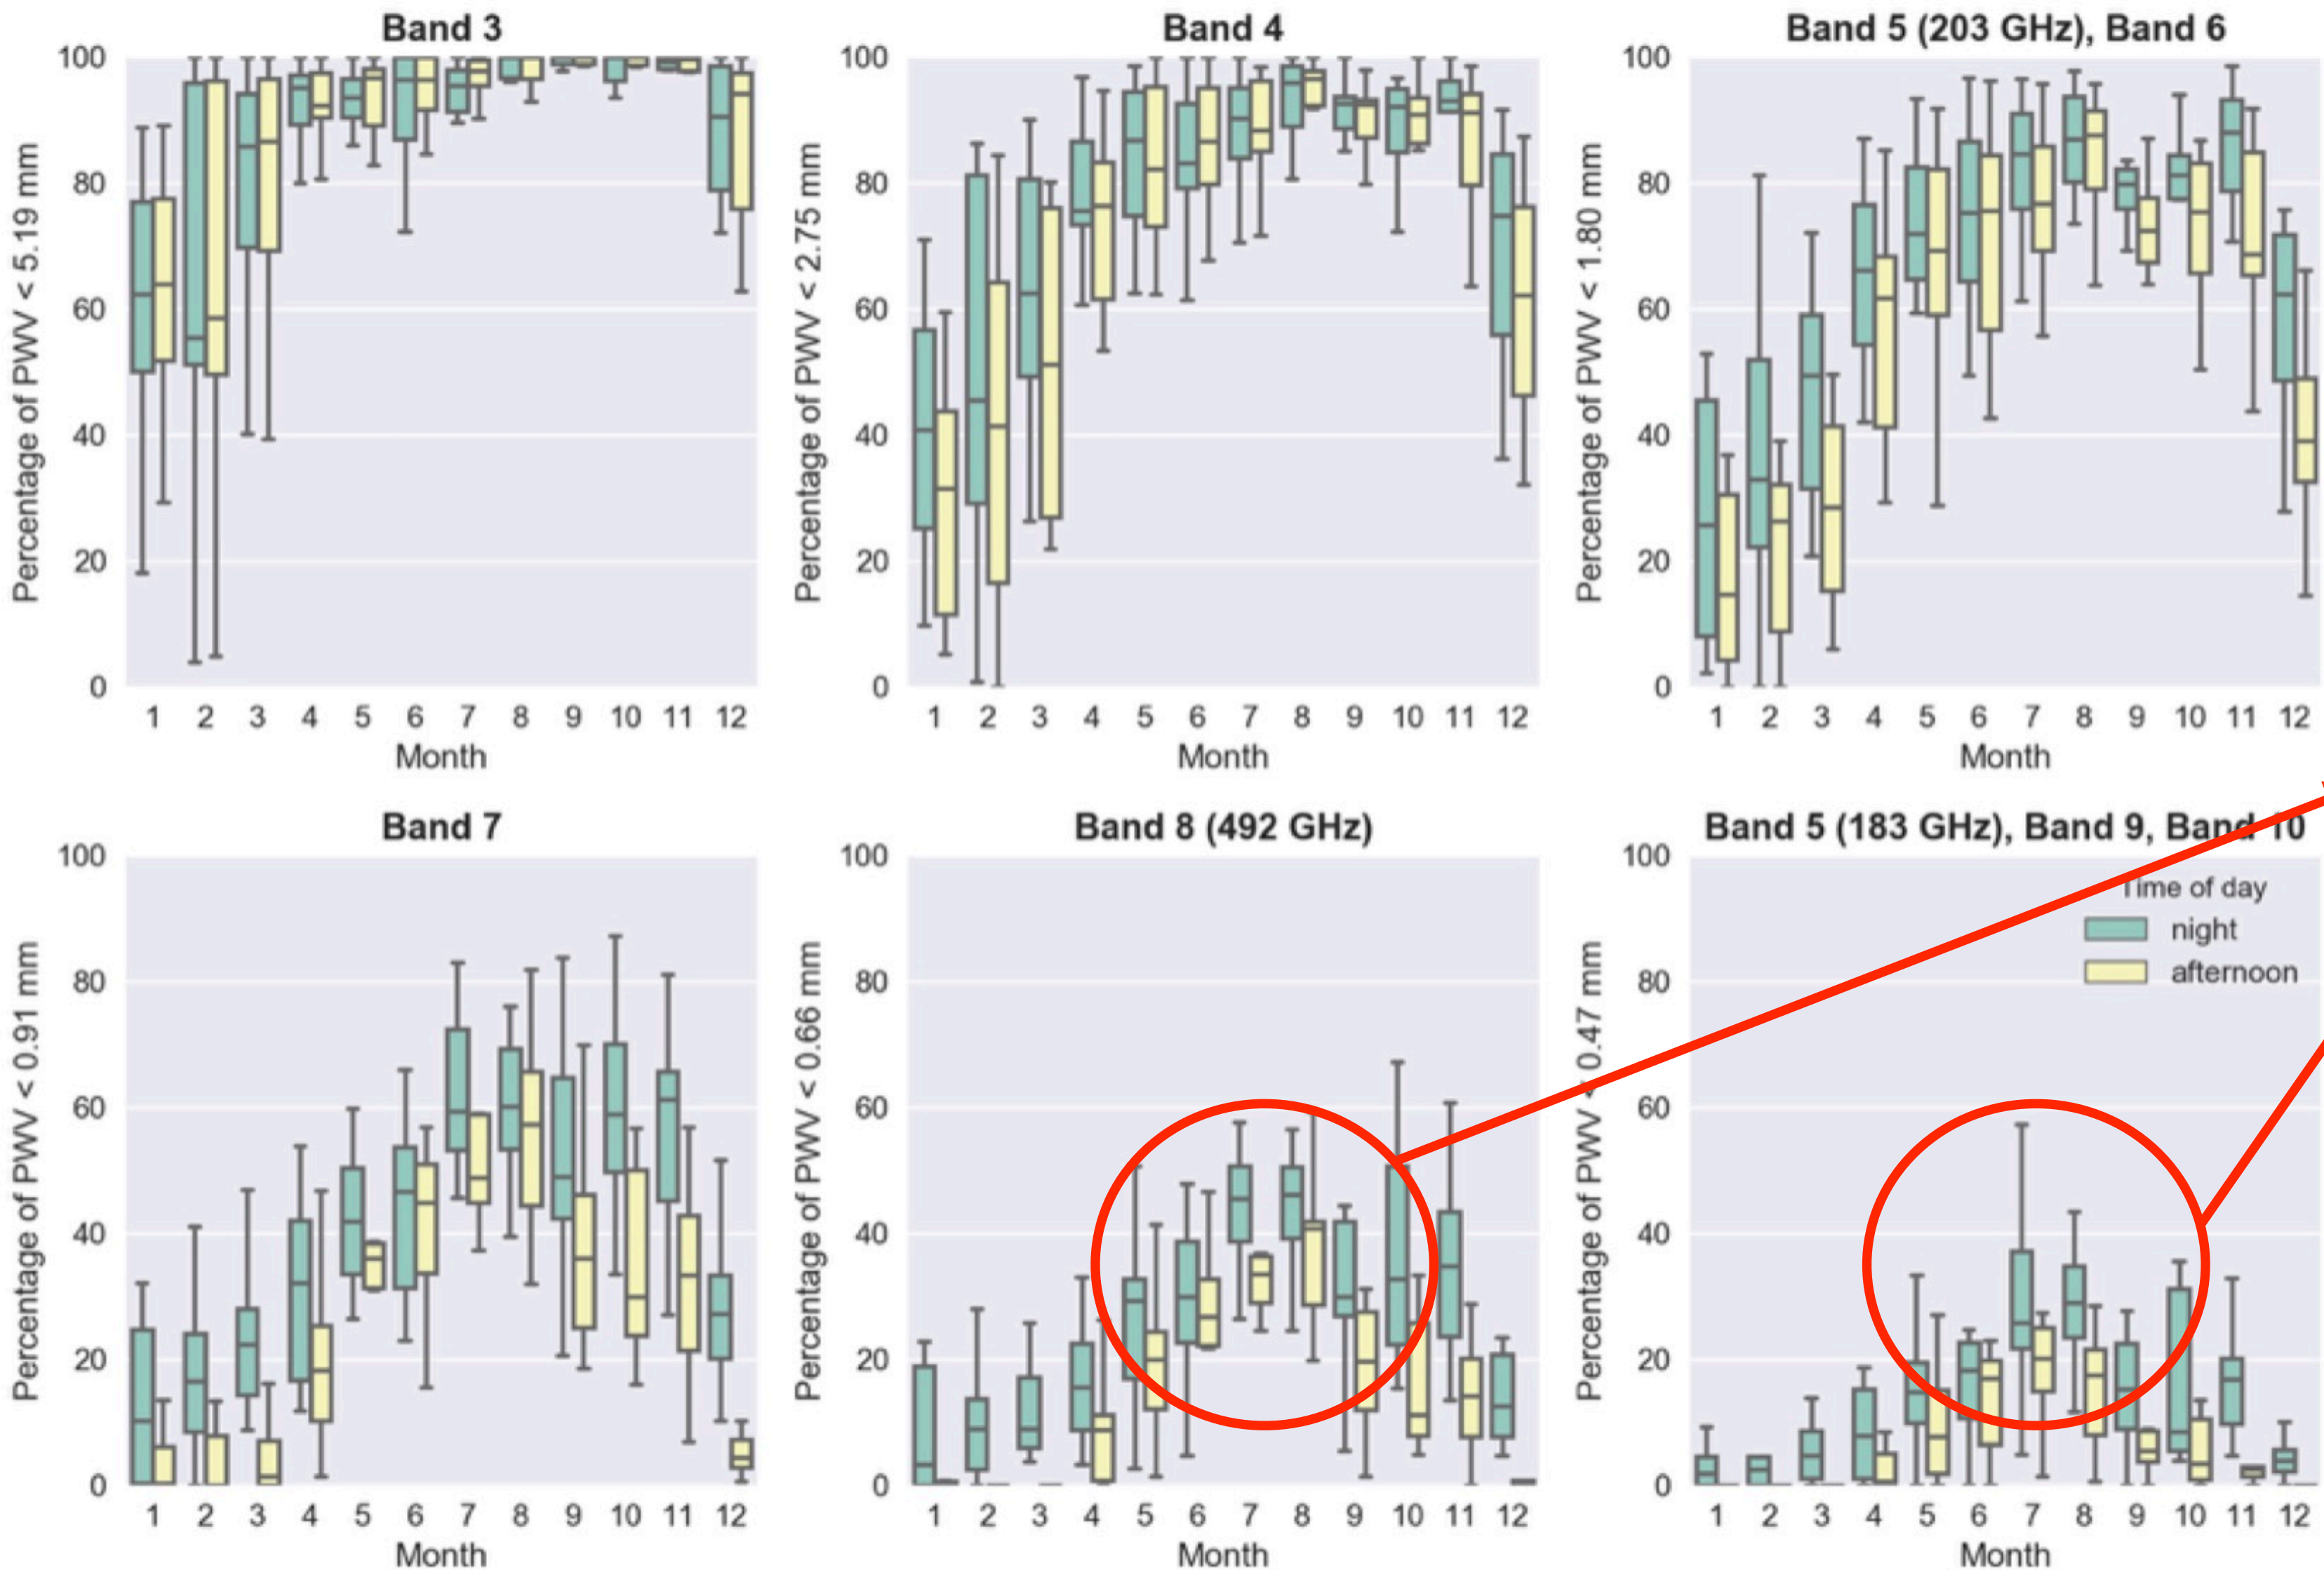 Band 3
Percentage of PWV < 5.19 mm
100
80
60
40
20
0
1 2 3 4 5 6 7 8 9 10 11 12
Month
Band 4
Percentage of PWV < 2.75 mm
100
80
60
40
20
0
1 2 3 4 5 6 7 8 9 10 11 12
Month
Band 5 (203 GHz), Band 6
Percentage of PWV < 1.80 mm
100
80
60
40
20
0
1 2 3 4 5 6 7 8 9 10 11 12
Month
Band 7
Percentage of PWV < 0.91 mm
100
80
60
40
20
0
1 2 3 4 5 6 7 8 9 10 11 12
Month
Band 8 (492 GHz)
Percentage of PWV < 0.66 mm
100
80
60
40
20
0
1 2 3 4 5 6 7 8 9 10 11 12
Month
Band 5 (183 GHz), Band 9, Band 10
Percentage of PWV < 0.47 mm
100
80
60
40
20
0
Time of day
night
afternoon
1 2 3 4 5 6 7 8 9 10 11 12
Month